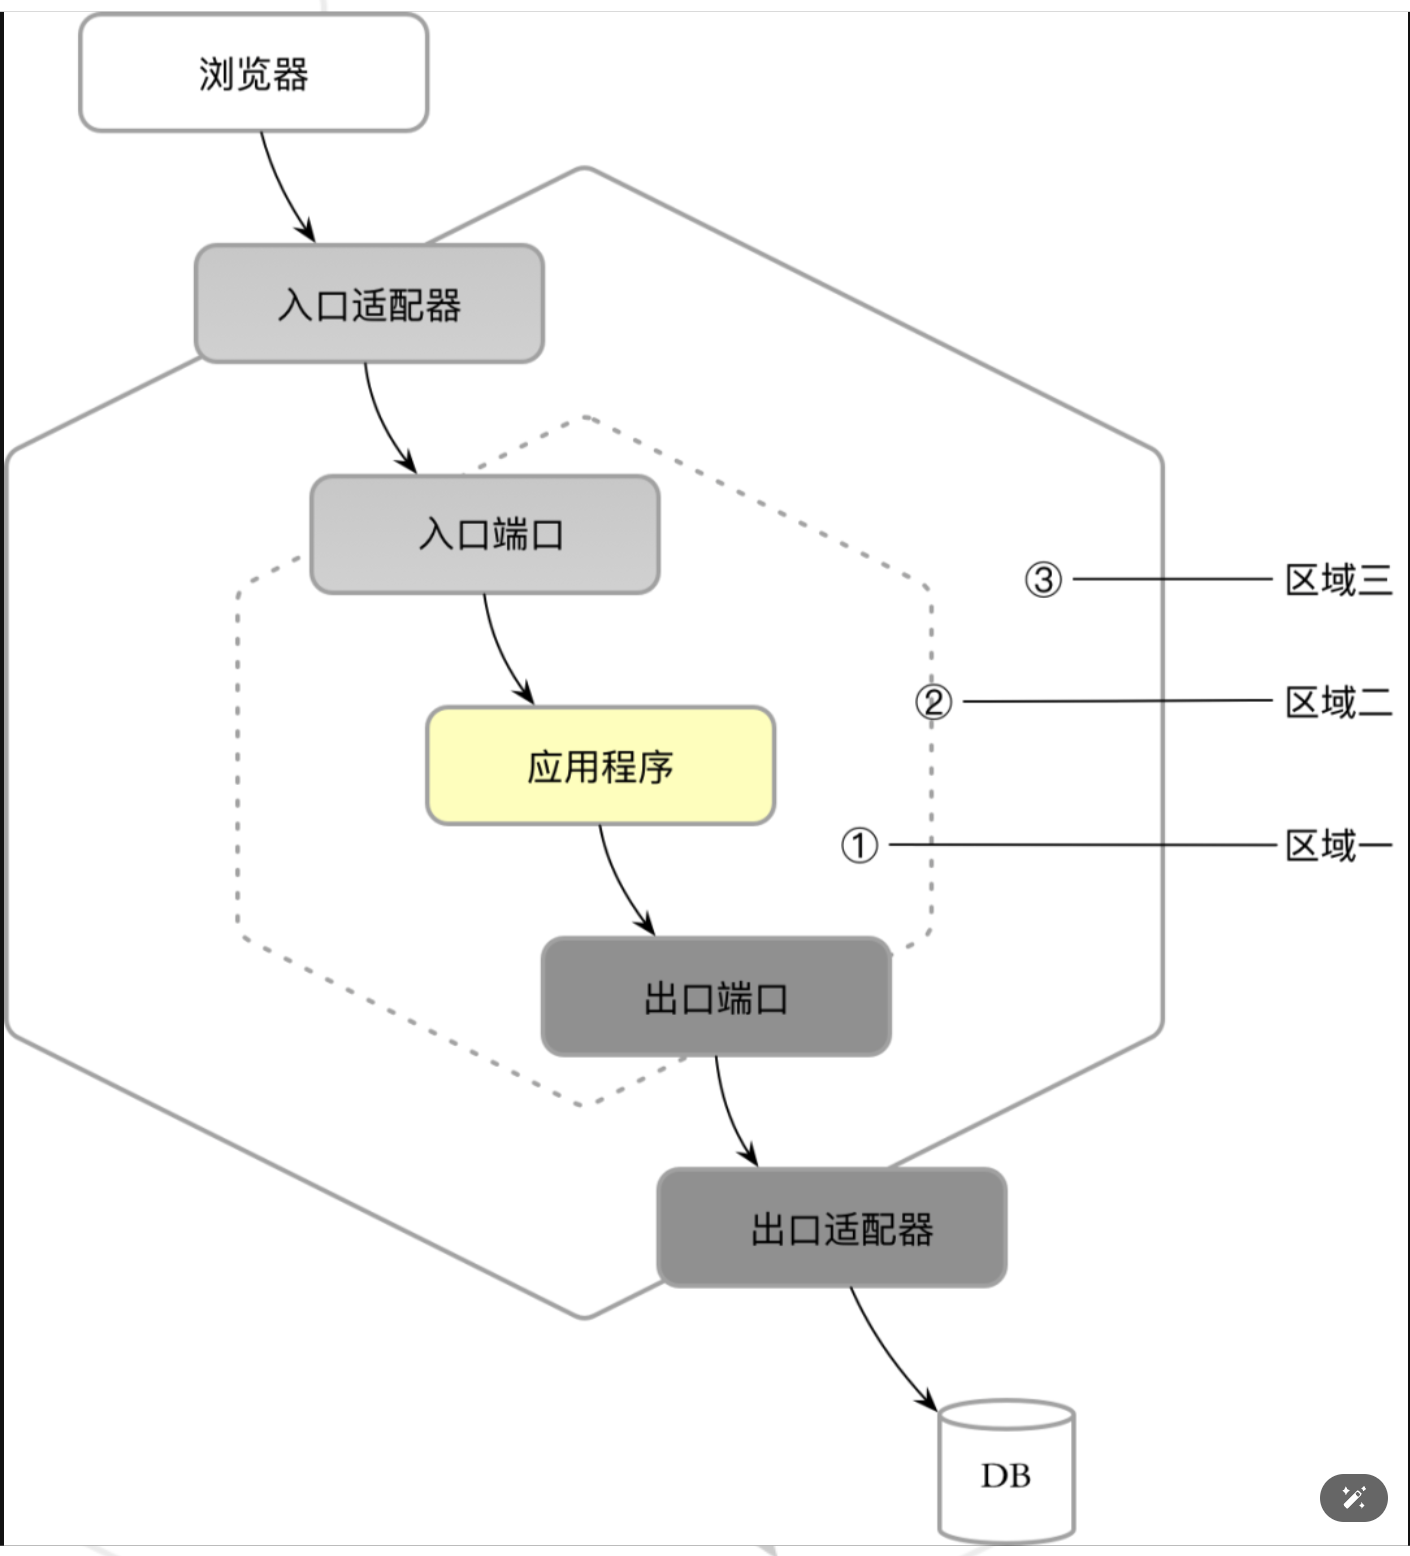 浏览器
入口适配器
入口端口
③ 区域三
② 区域二
应用程序
① 区域一
出口端口
出口适配器
DB